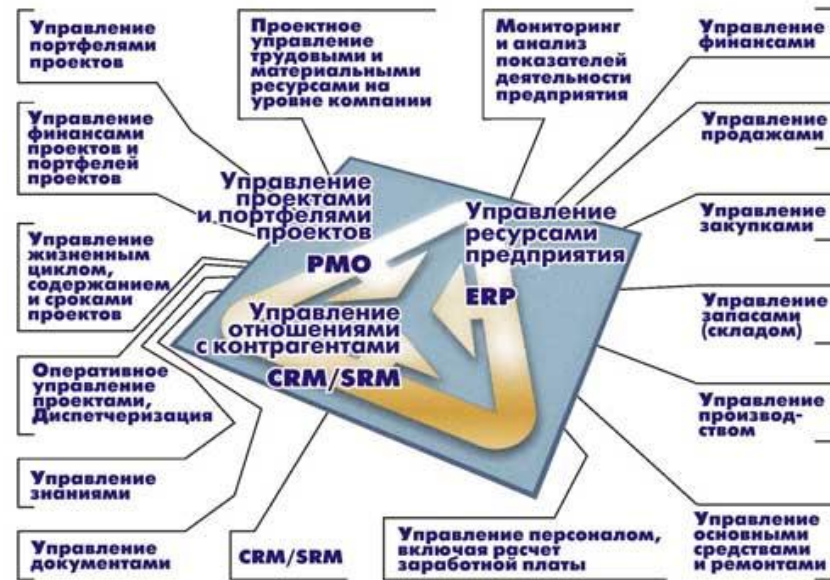 Управление
портфелями
проектов
Проектное
управление
трудовыми и
материальными
ресурсами на
уровне компании
Мониторинг
и анализ
показателей
деятельности
предприятия
Управление
финансами
Управление
финансами
проектов и
портфелей
проектов
Управление
продажами
Управление
проектами
и портфелями
проектов
PMO
Управление
ресурсами
предприятия
ERP
Управление
закупками
Управление
жизненным
циклом,
содержанием
и сроками
проектов
Управление
отношениями
с контрагентами
CRM/SRM
Управление
запасами
(складом)
Оперативное
управление
проектами,
Диспетчеризация
Управление
производ-
ством
Управление
знаниями
Управление
документами
CRM/SRM
Управление персоналом,
включая расчет
заработной платы
Управление
основными
средствами
и ремонтами